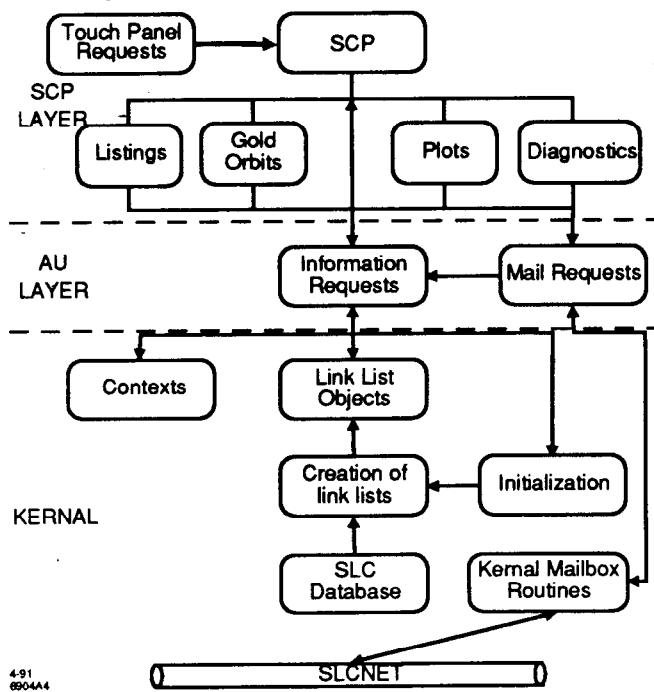 Touch Panel
Requests
SCP
SCP
LAYER
Listings
Gold
Orbits
Plots
Diagnostics
AU
LAYER
Information
Requests
Mail Requests
Contexts
Link List
Objects
Creation of
link lists
Initialization
KERNAL
SLC
Database
Kernal Mailbox
Routines
SLCNET
4-91
6904A4